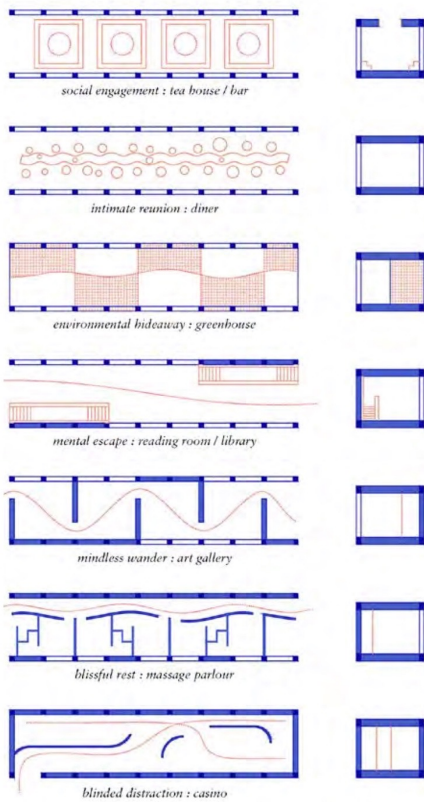 social engagement : tea house / bar
intimate reunion : diner
environmental hideaway : greenhouse
mental escape : reading room / library
mindless wander : art gallery
blissful rest : massage parlour
blinded distraction : casino